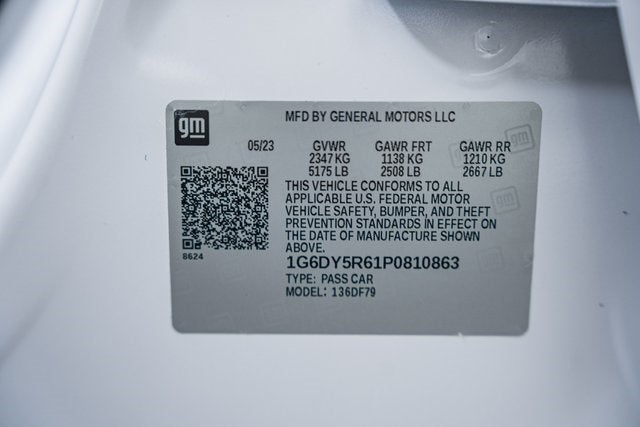 gm
MFD BY GENERAL MOTORS LLC
05/23 GVWR GAWR FRT GAWR RR
2347 KG 1138 KG 1210 KG
5175 LB 2508 LB 2667 LB
THIS VEHICLE CONFORMS TO ALL
APPLICABLE U.S. FEDERAL MOTOR
VEHICLE SAFETY, BUMPER, AND THEFT
PREVENTION STANDARDS IN EFFECT ON
THE DATE OF MANUFACTURE SHOWN
ABOVE.
8624
1G6DY5R61P0810863
TYPE: PASS CAR
MODEL: 136DF79